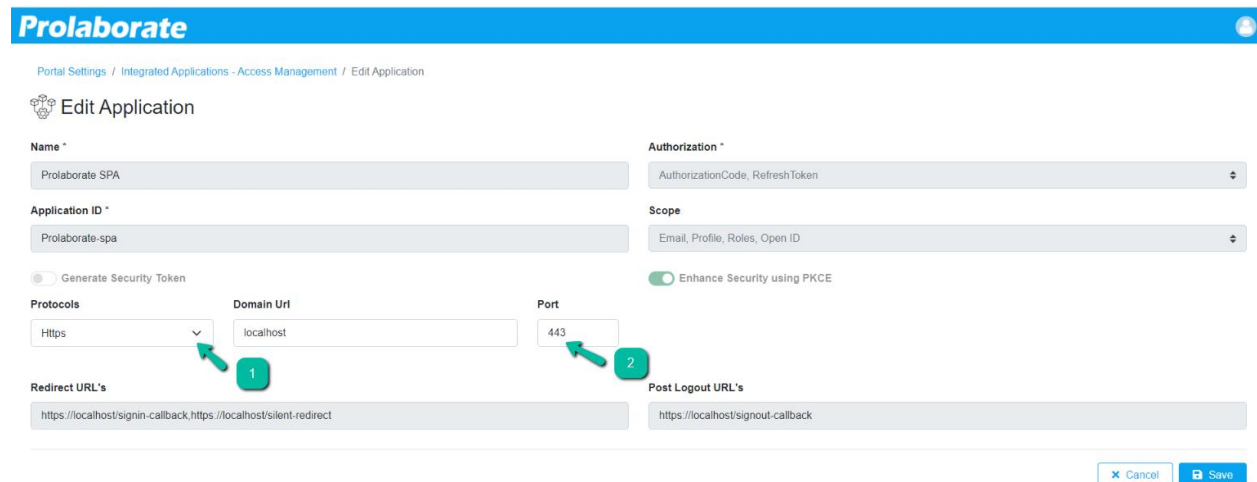 Prolaborate
Portal Settings / Integrated Applications - Access Management / Edit Application
Edit Application
Name *
Authorization *
Prolaborate SPA
AuthorizationCode, RefreshToken
Application ID *
Scope
Prolaborate-spa
Email, Profile, Roles, Open ID
Generate Security Token
Enhance Security using PKCE
Protocols
Domain Url
Port
Https
localhost
443
1
2
Redirect URL's
Post Logout URL's
https://localhost/signin-callback,https://localhost/silent-redirect
https://localhost/signout-callback
Cancel
Save